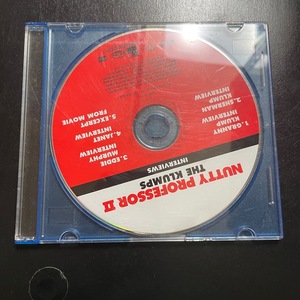 NUTTY PROFESSOR II
THE KLUMPS
INTERVIEWS
1.GRANNY
KLUMP
INTERVIEW
2.SHERMAN
KLUMP
INTERVIEW
3.EDDIE
MURPHY
INTERVIEW
4.JANET
INTERVIEW
5.EXCERPT
FROM MOVIE